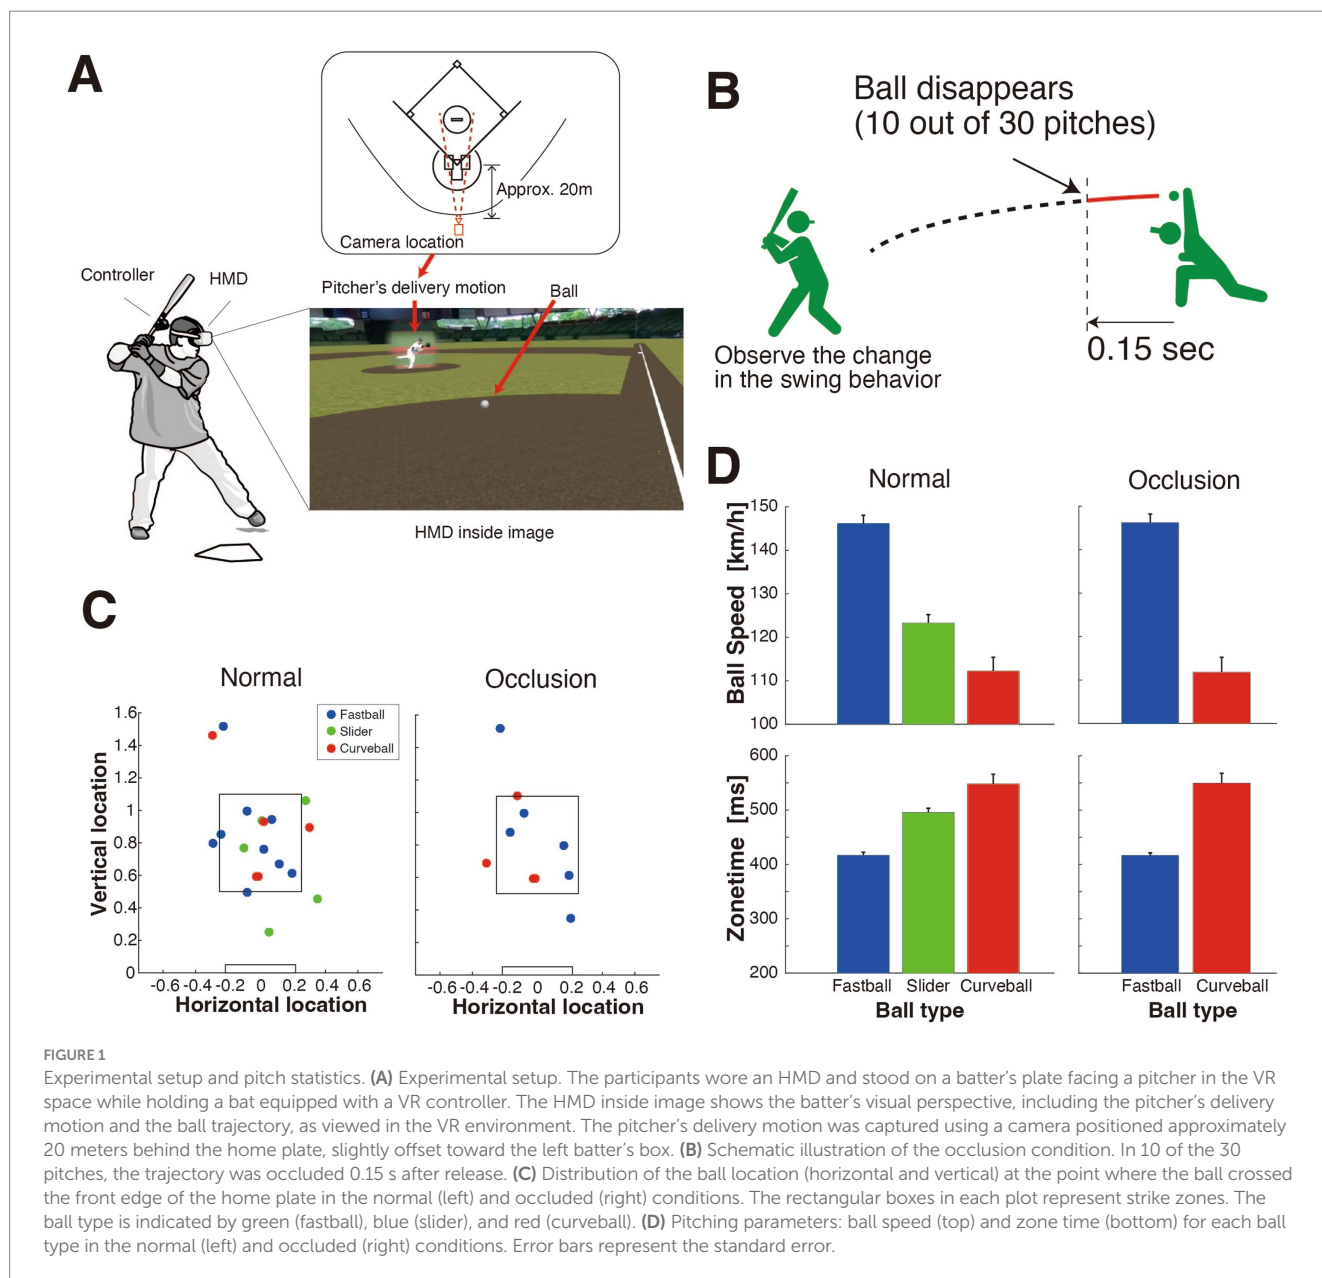 A
Approx. 20m
Camera location
Controller
HMD
Pitcher's delivery motion
Ball
HMD inside image
B
Ball disappears
(10 out of 30 pitches)
0.15 sec
Observe the change
in the swing behavior
C
Normal
Occlusion
Fastball
Slider
Curveball
Vertical location
1.6
1.4
1.2
1
0.8
0.6
0.4
0.2
0
-0.6 -0.4 -0.2 0 0.2 0.4 0.6
Horizontal location
-0.6 -0.4 -0.2 0 0.2 0.4 0.6
Horizontal location
D
Normal
Occlusion
Ball Speed [km/h]
150
140
130
120
110
100
Zonetime [ms]
600
500
400
300
200
Fastball Slider Curveball
Ball type
Fastball Curveball
Ball type
FIGURE 1
Experimental setup and pitch statistics. (A) Experimental setup. The participants wore an HMD and stood on a batter's plate facing a pitcher in the VR
space while holding a bat equipped with a VR controller. The HMD inside image shows the batter's visual perspective, including the pitcher's delivery
motion and the ball trajectory, as viewed in the VR environment. The pitcher's delivery motion was captured using a camera positioned approximately
20 meters behind the home plate, slightly offset toward the left batter's box. (B) Schematic illustration of the occlusion condition. In 10 of the 30
pitches, the trajectory was occluded 0.15 s after release. (C) Distribution of the ball location (horizontal and vertical) at the point where the ball crossed
the front edge of the home plate in the normal (left) and occluded (right) conditions. The rectangular boxes in each plot represent strike zones. The
ball type is indicated by green (fastball), blue (slider), and red (curveball). (D) Pitching parameters: ball speed (top) and zone time (bottom) for each ball
type in the normal (left) and occluded (right) conditions. Error bars represent the standard error.